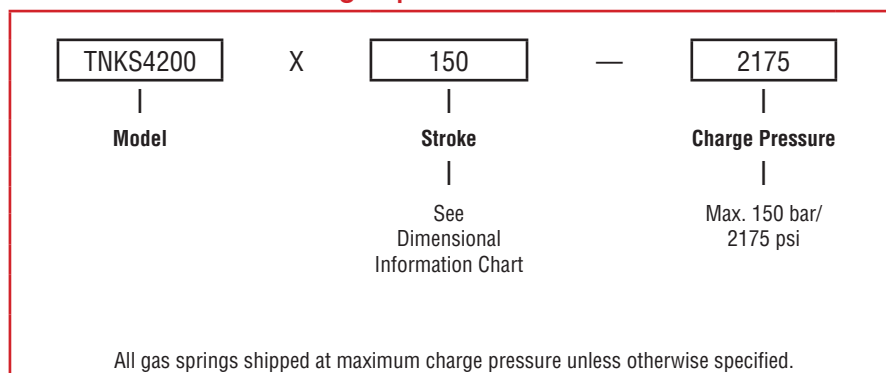 TNKS4200 X 150 — 2175
Model Stroke Charge Pressure
See Max. 150 bar/
Dimensional 2175 psi
Information Chart
All gas springs shipped at maximum charge pressure unless otherwise specified.